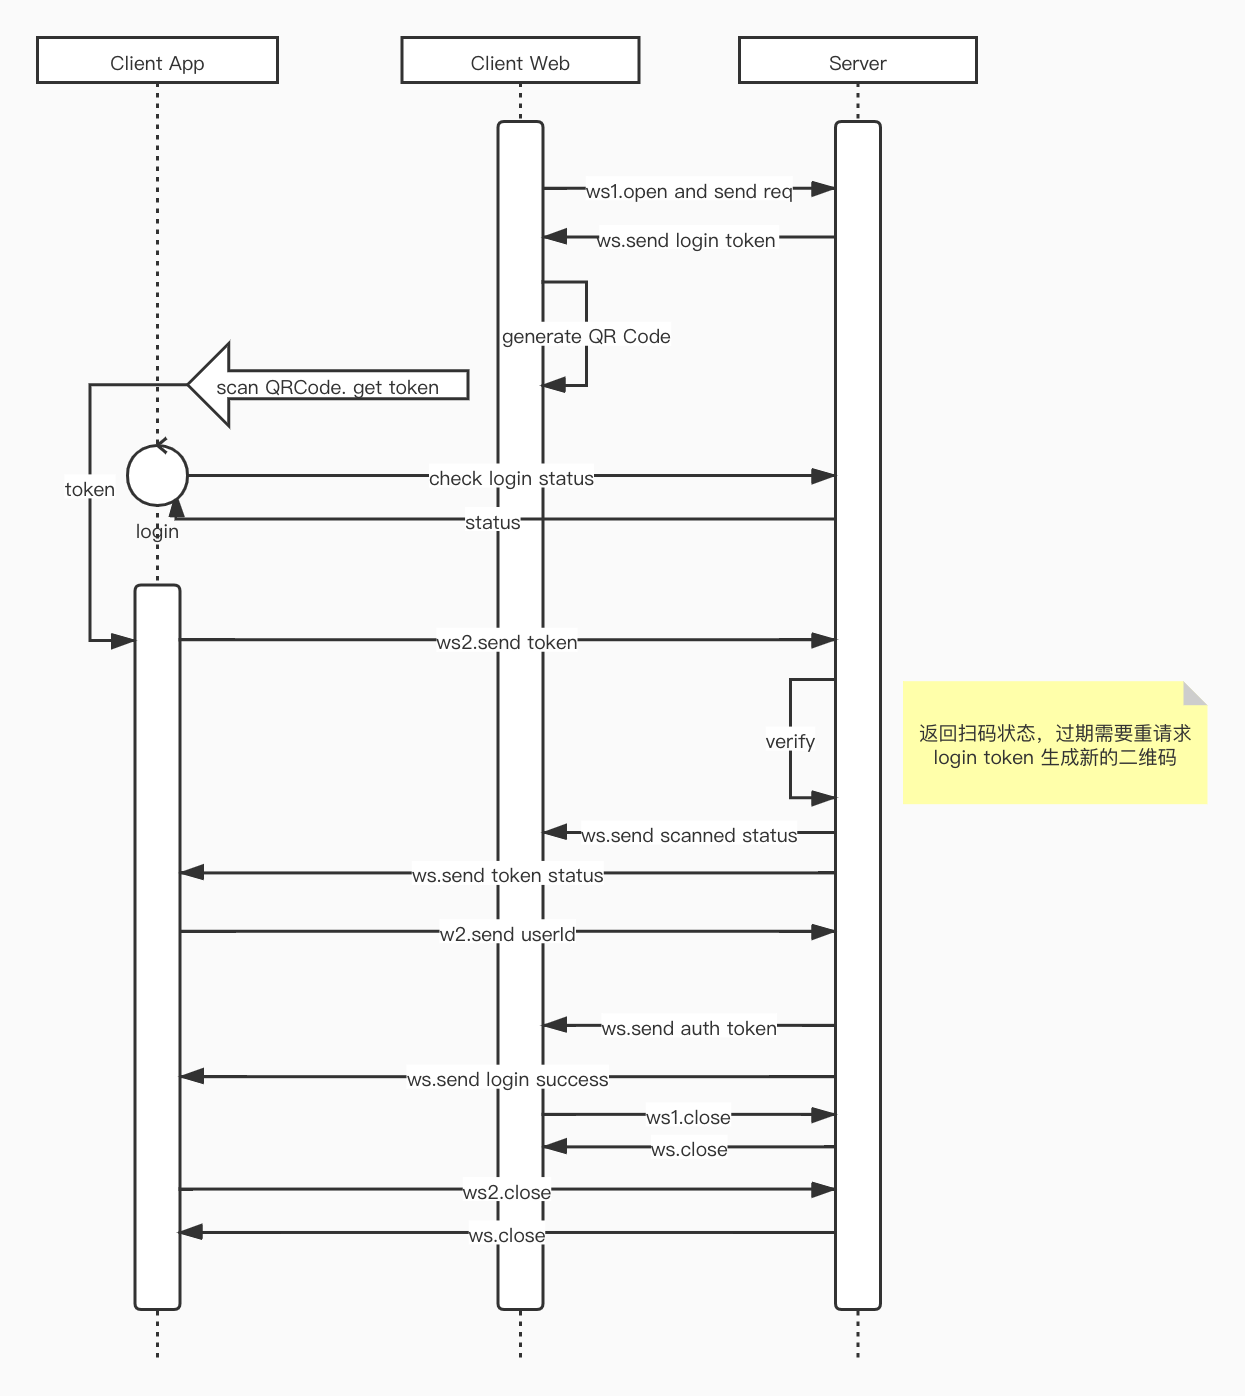 Client App
Client Web
Server
ws1.open and send req
ws.send login token
generate QR Code
scan QRCode. get token
check login status
token
status
login
ws2.send token
verify
返回扫码状态，过期需要重请求
login token 生成新的二维码
ws.send scanned status
ws.send token status
w2.send userId
ws.send auth token
ws.send login success
ws1.close
ws.close
ws2.close
ws.close